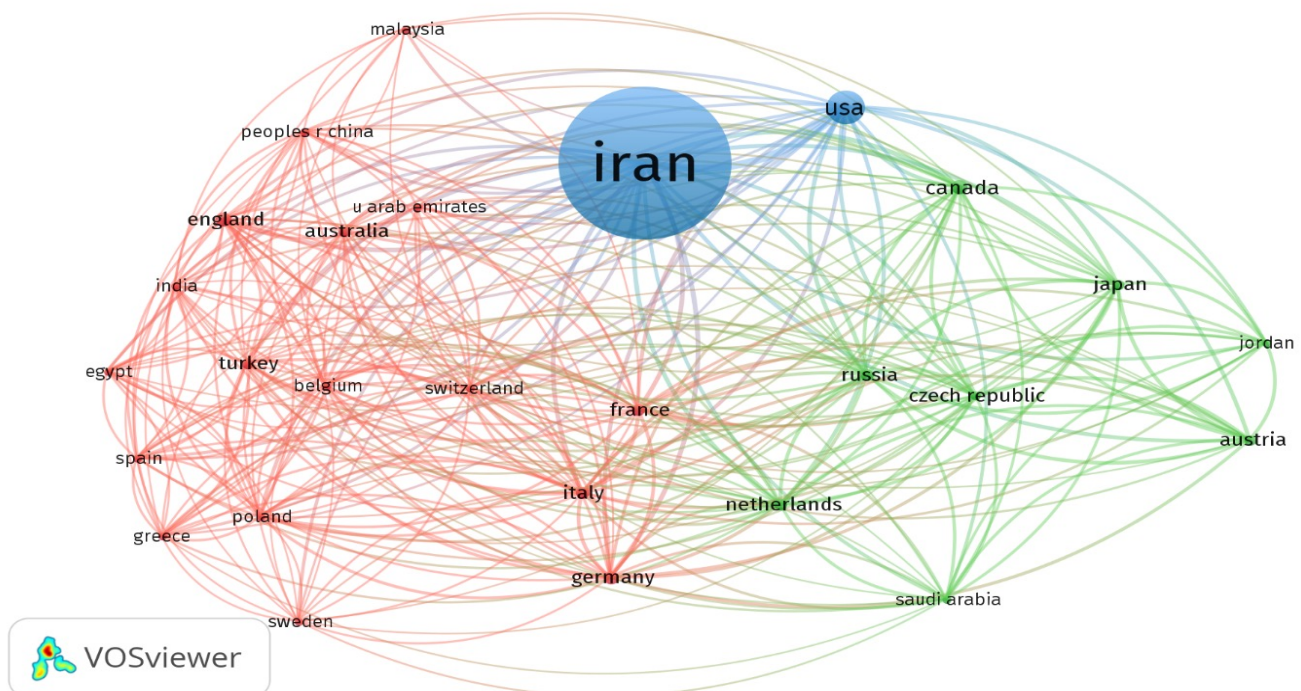 malaysia
usa
peoples r china
iran
canada
u arab emirates
england
australia
india
japan
jordan
turkey
egypt
belgium
switzerland
russia
czech republic
france
austria
spain
italy
netherlands
poland
greece
germany
saudi arabia
sweden
VOSviewer